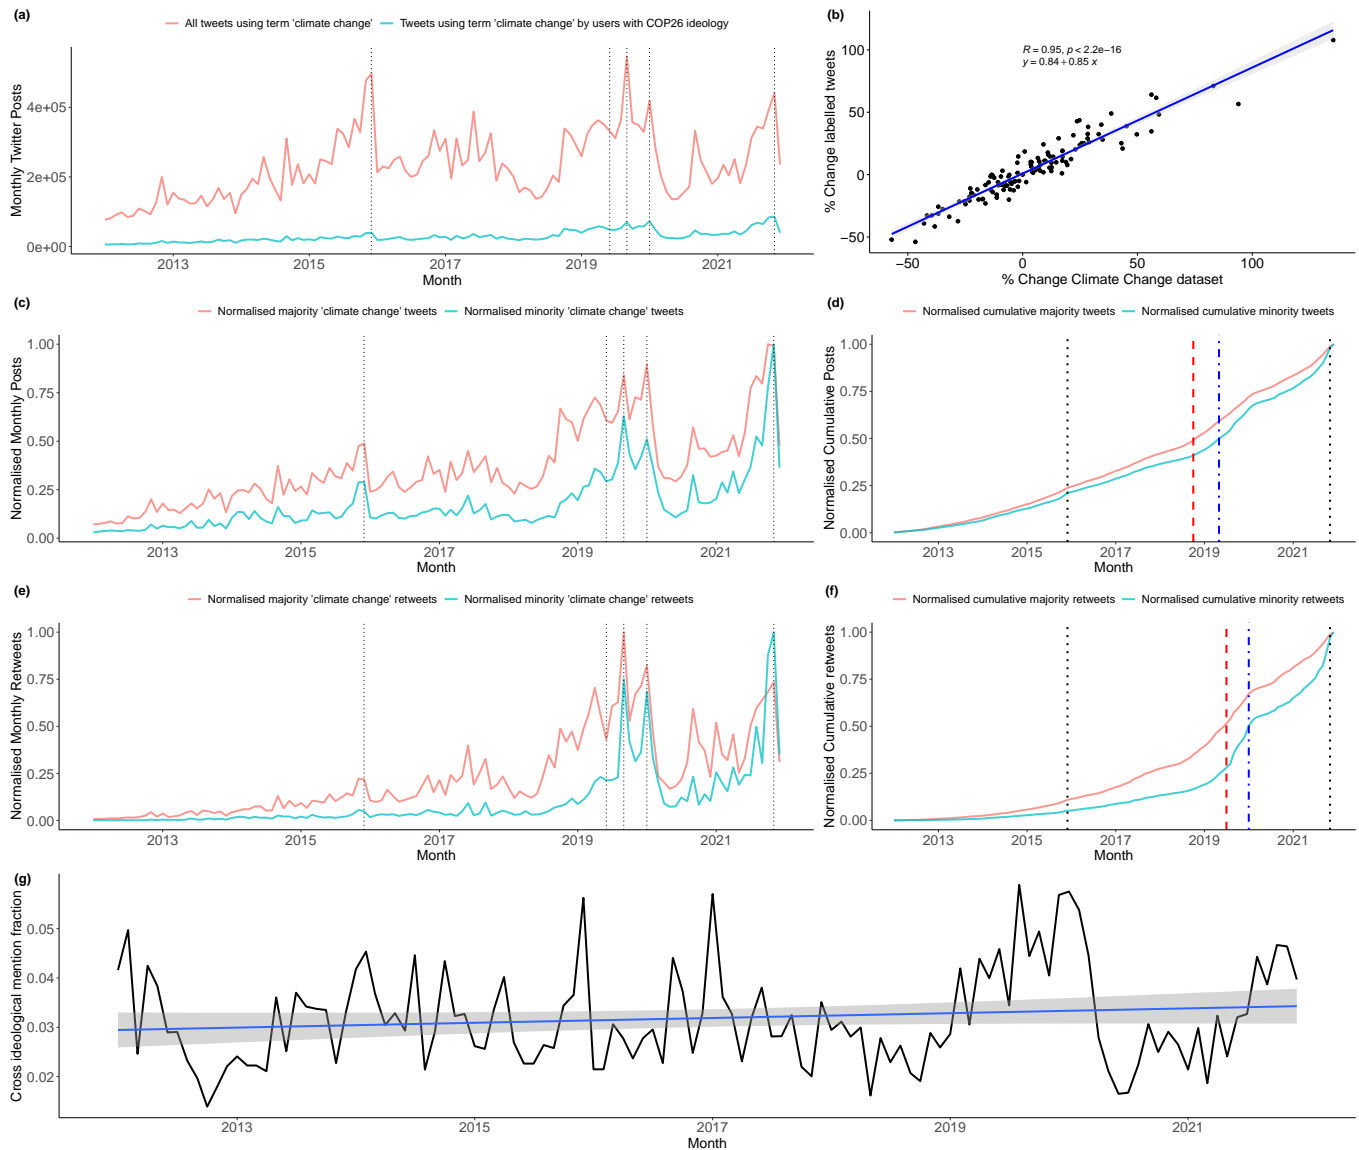 (a)
All tweets using term 'climate change'
Tweets using term 'climate change' by users with COP26 ideology
Monthly Twitter Posts
4e+05
2e+05
0e+00
2013
2015
2017
2019
2021
Month
(b)
R = 0.95, p < 2.2e−16
y = 0.84 + 0.85 x
% Change labelled tweets
100
50
0
−50
−50
0
50
100
% Change Climate Change dataset
(c)
Normalised majority 'climate change' tweets
Normalised minority 'climate change' tweets
Normalised Monthly Posts
1.00
0.75
0.50
0.25
0.00
2013
2015
2017
2019
2021
Month
(d)
Normalised cumulative majority tweets
Normalised cumulative minority tweets
Normalised Cumulative Posts
1.00
0.75
0.50
0.25
0.00
2013
2015
2017
2019
2021
Month
(e)
Normalised majority 'climate change' retweets
Normalised minority 'climate change' retweets
Normalised Monthly Retweets
1.00
0.75
0.50
0.25
0.00
2013
2015
2017
2019
2021
Month
(f)
Normalised cumulative majority retweets
Normalised cumulative minority retweets
Normalised Cumulative retweets
1.00
0.75
0.50
0.25
0.00
2013
2015
2017
2019
2021
Month
(g)
Cross ideological mention fraction
0.05
0.04
0.03
0.02
2013
2015
2017
2019
2021
Month